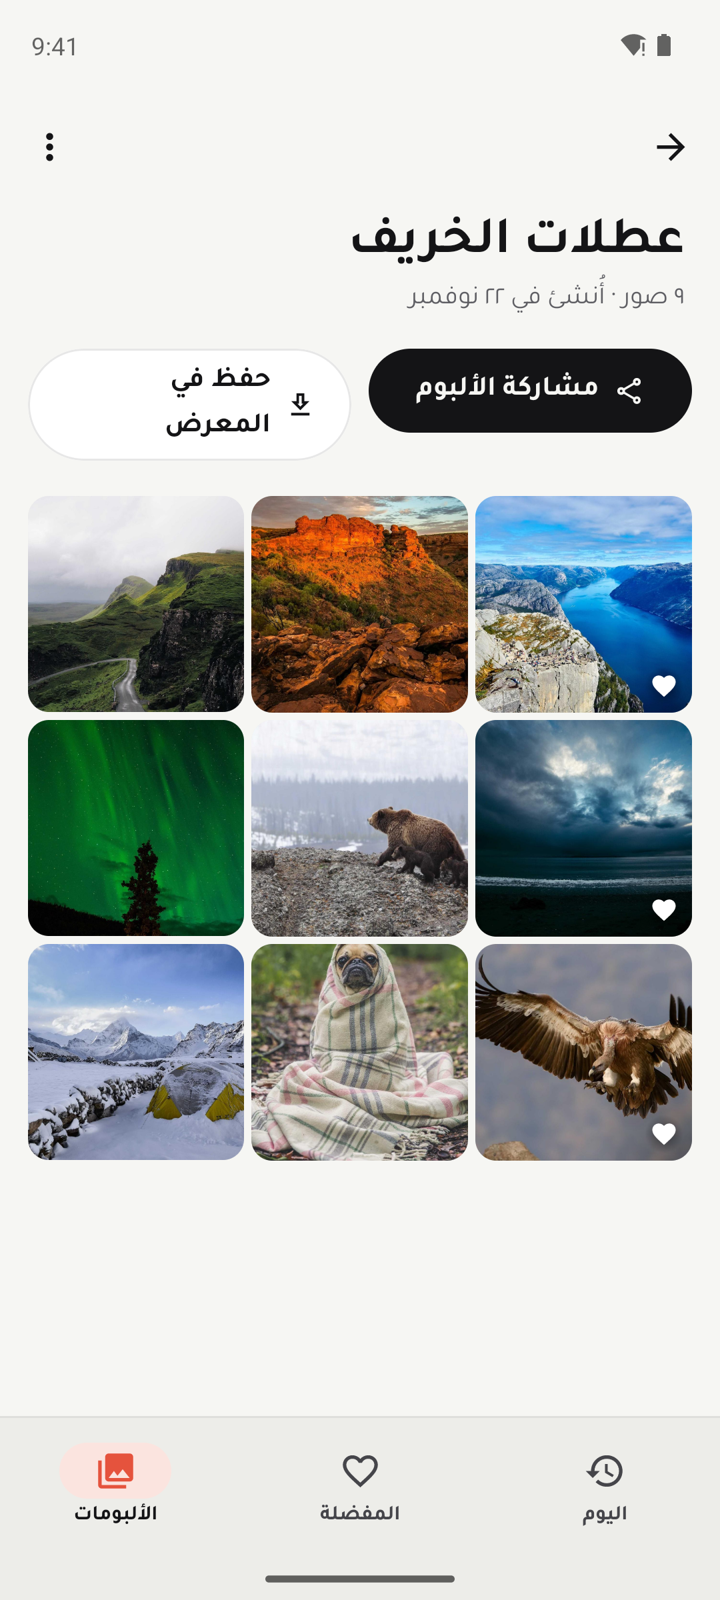 9:41
عطلات الخريف
٩ صور · أُنشئ في ٢٢ نوفمبر
مشاركة الألبوم
حفظ في
المعرض
اليوم
المفضلة
الألبومات